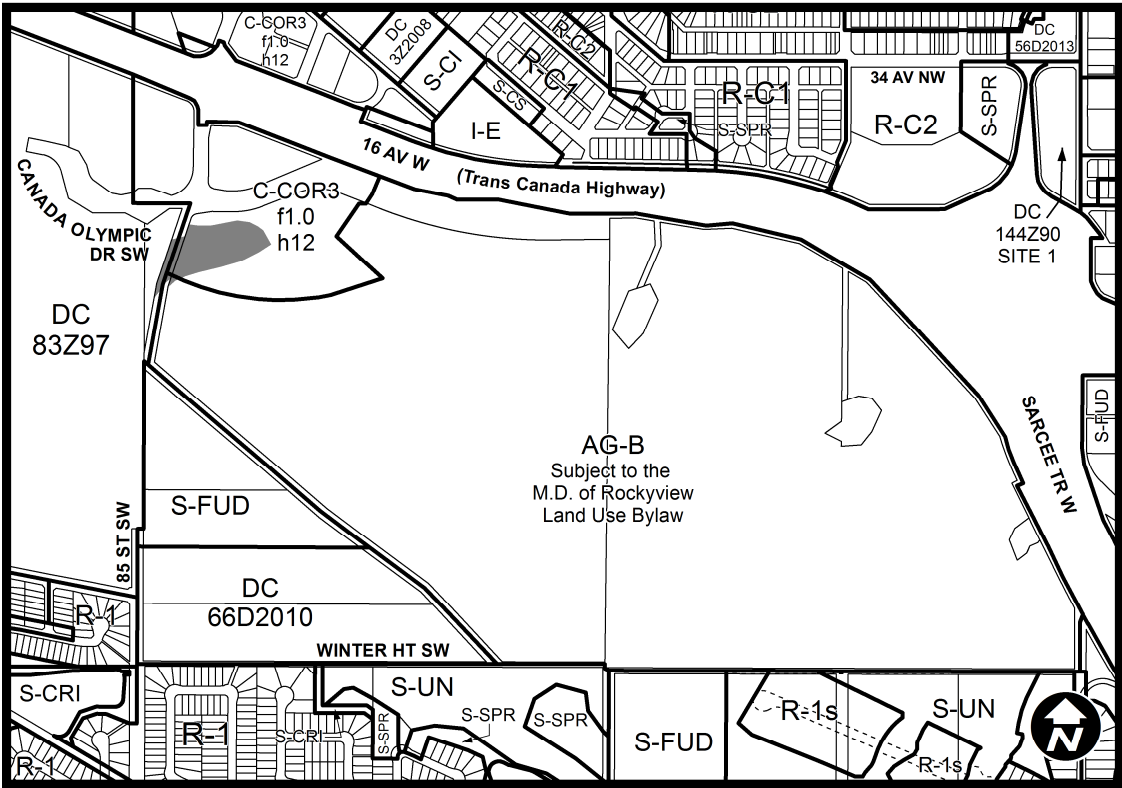 C-COR3
f1.0
h12
DC
3Z2008
S-CI
R-C2
R-C1
S-CS
I-E
R-C1
S-SPR
34 AV NW
R-C2
S-SPR
DC
56D2013
16 AV W
(Trans Canada Highway)
DC
144Z90
SITE 1
CANADA OLYMPIC
DR SW
C-COR3
f1.0
h12
DC
83Z97
AG-B
Subject to the
M.D. of Rockyview
Land Use Bylaw
SARCEE TR W
S-FUD
S-FUD
85 ST SW
DC
66D2010
R-1
WINTER HT SW
S-CRI
R-1
R-1
S-CRI
S-UN
S-SPR
S-SPR
S-SPR
S-FUD
R-1s
S-UN
R-1s
N